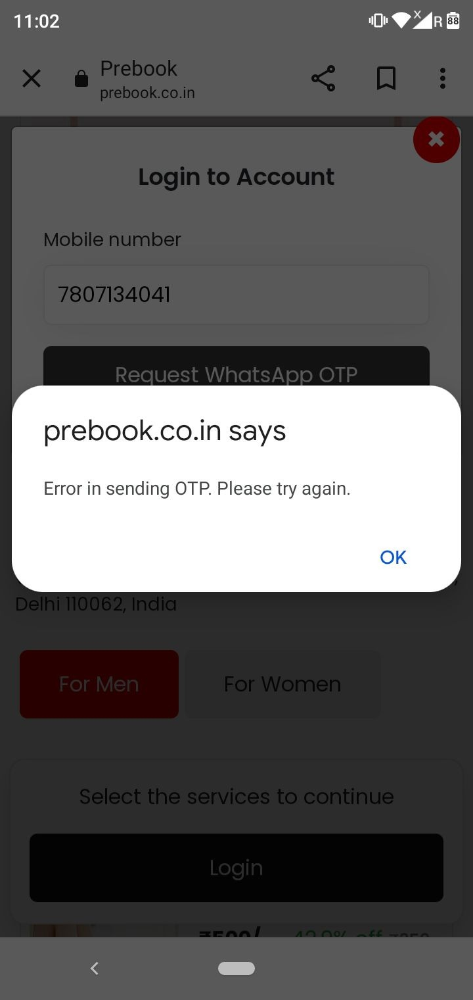 11:02
R
88
Prebook
prebook.co.in
Login to Account
Mobile number
7807134041
Request WhatsApp OTP
prebook.co.in says
Error in sending OTP. Please try again.
OK
Delhi 110062, India
For Men
For Women
Select the services to continue
Login
₹500/
42.9% off